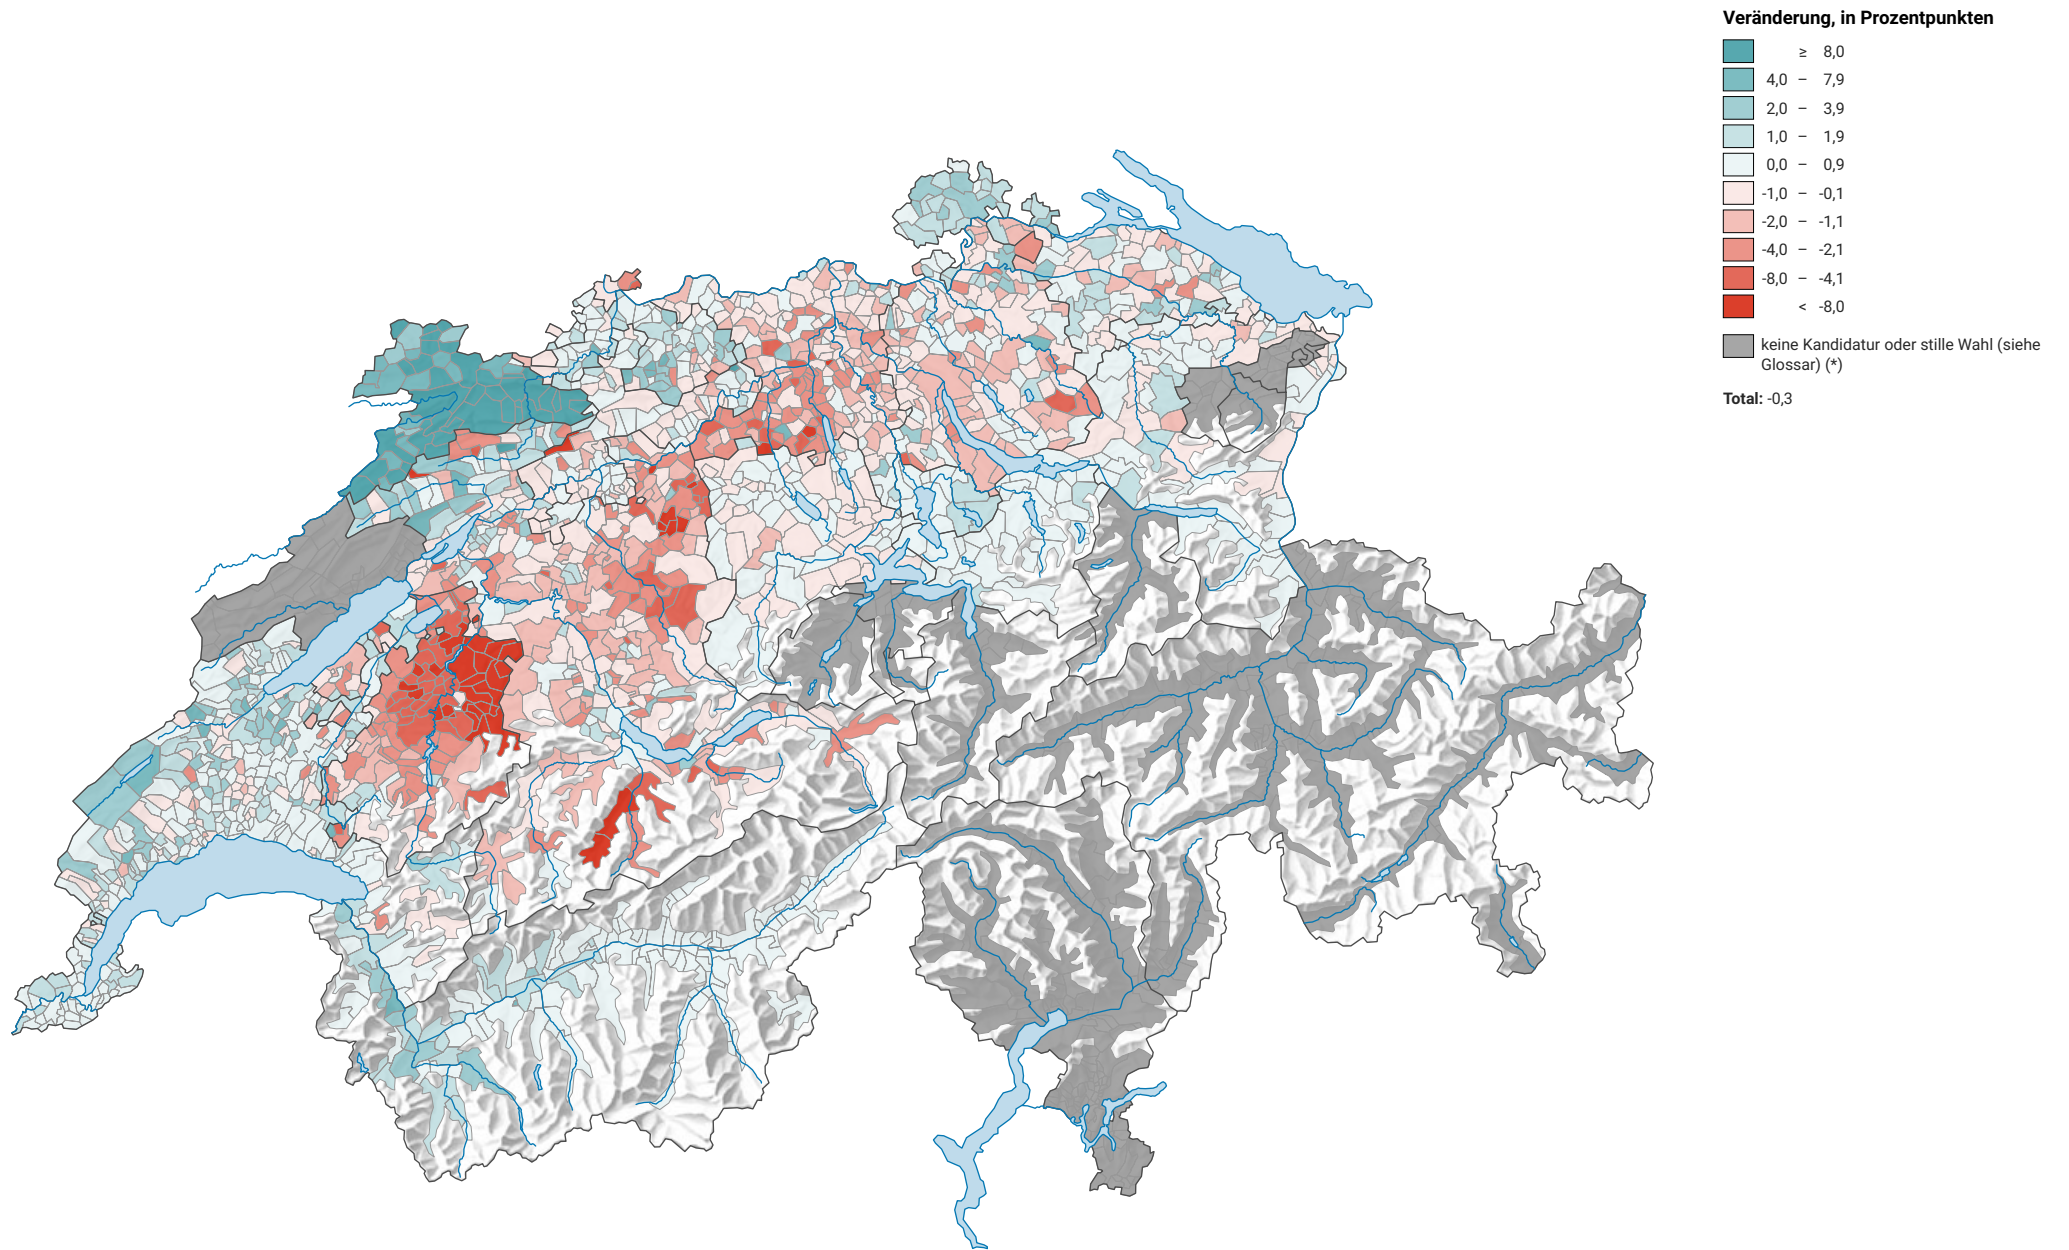 Veränderung, in Prozentpunkten
≥ 8,0
4,0 – 7,9
2,0 – 3,9
1,0 – 1,9
0,0 – 0,9
-1,0 – -0,1
-2,0 – -1,1
-4,0 – -2,1
-8,0 – -4,1
< -8,0
keine Kandidatur oder stille Wahl (siehe
Glossar) (*)
Total: -0,3